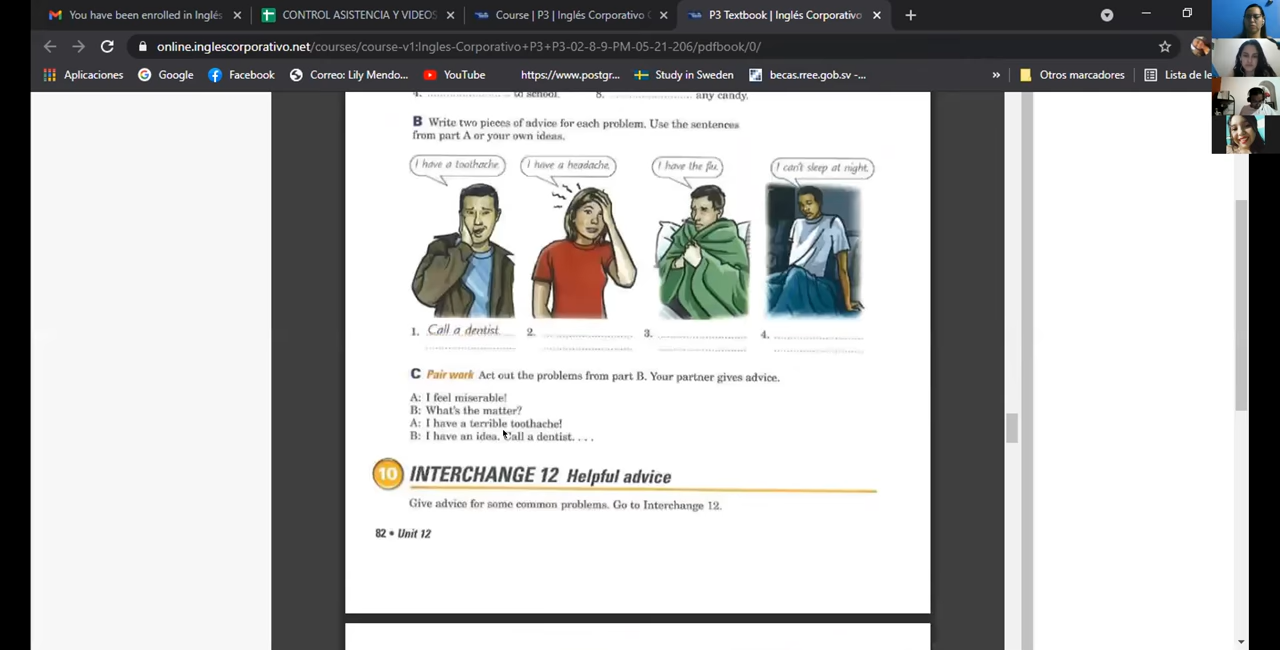 You have been enrolled in Inglés
CONTROL ASISTENCIA Y VIDEOS
Course | P3 | Inglés Corporativo
P3 Textbook | Inglés Corporativo
online.inglescorporativo.net/courses/course-v1:Ingles-Corporativo+P3+P3-02-8-9-PM-05-21-206/pdfbook/0/
Aplicaciones
Google
Facebook
Correo: Lily Mendo...
YouTube
https://www.postgr...
Study in Sweden
becas.rree.gob.sv -...
»
Otros marcadores
Lista de le
4. to school. 8. any candy.
B Write two pieces of advice for each problem. Use the sentences
from part A or your own ideas.
I have a toothache.
I have a headache.
I have the flu.
I can't sleep at night.
1. Call a dentist. 2. 3. 4.
C Pair work Act out the problems from part B. Your partner gives advice.
A: I feel miserable!
B: What's the matter?
A: I have a terrible toothache!
B: I have an idea. Call a dentist. . . .
10 INTERCHANGE 12 Helpful advice
Give advice for some common problems. Go to Interchange 12.
82 • Unit 12